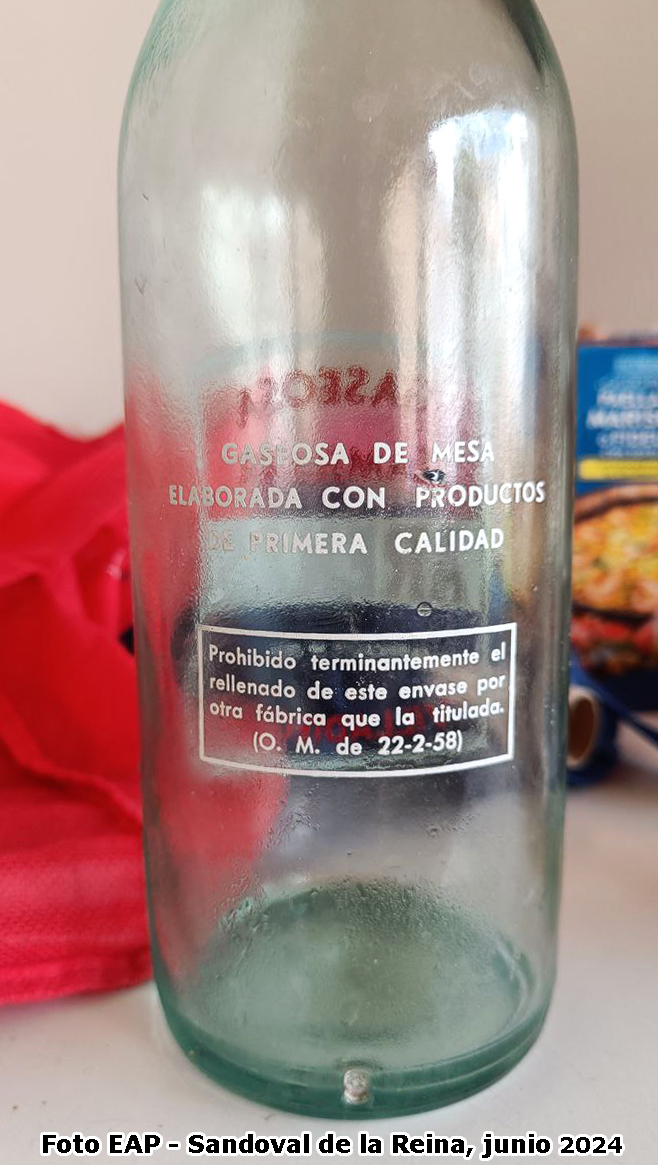 GASEOSA
GASEOSA DE MESA
ELABORADA CON PRODUCTOS
DE PRIMERA CALIDAD
Prohibido terminantemente el
rellenado de este envase por
otra fábrica que la titulada.
(O. M. de 22-2-58)
Foto EAP - Sandoval de la Reina, junio 2024